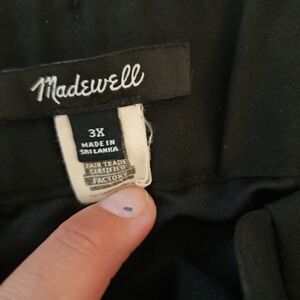 Madewell
3X
MADE IN
SRI LANKA
FAIR TRADE
CERTIFIED
FACTORY